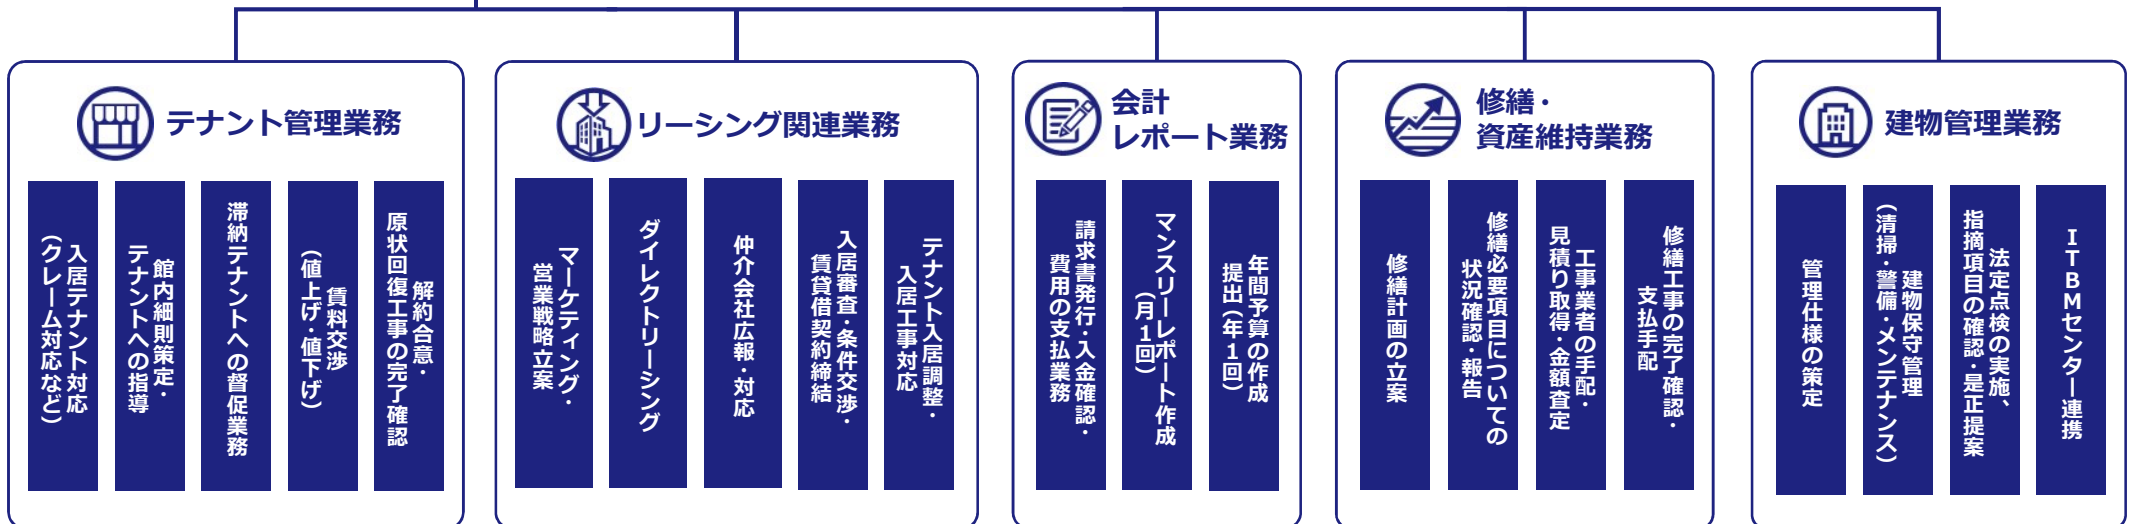 テナント管理業務
入居テナント対応
(クレーム対応など)
館内細則策定・
テナントへの指導
滞納テナントへの督促業務
賃料交渉
(値上げ・値下げ)
解約合意・
原状回復工事の完了確認
リーシング関連業務
マーケティング・
営業戦略立案
ダイレクトリーシング
仲介会社広報・対応
入居審査・条件交渉・
賃貸借契約締結
テナント入居調整・
入居工事対応
会計
レポート業務
請求書発行・入金確認・
費用の支払業務
マンスリーレポート作成
(月1回)
年間予算の作成
提出(年1回)
修繕・
資産維持業務
修繕計画の立案
修繕必要項目についての
状況確認・報告
工事業者の手配・
見積り取得・金額査定
修繕工事の完了確認・
支払手配
建物管理業務
管理仕様の策定
建物保守管理
(清掃・警備・メンテナンス)
法定点検の実施、
指摘項目の確認・是正提案
ITBMセンター連携